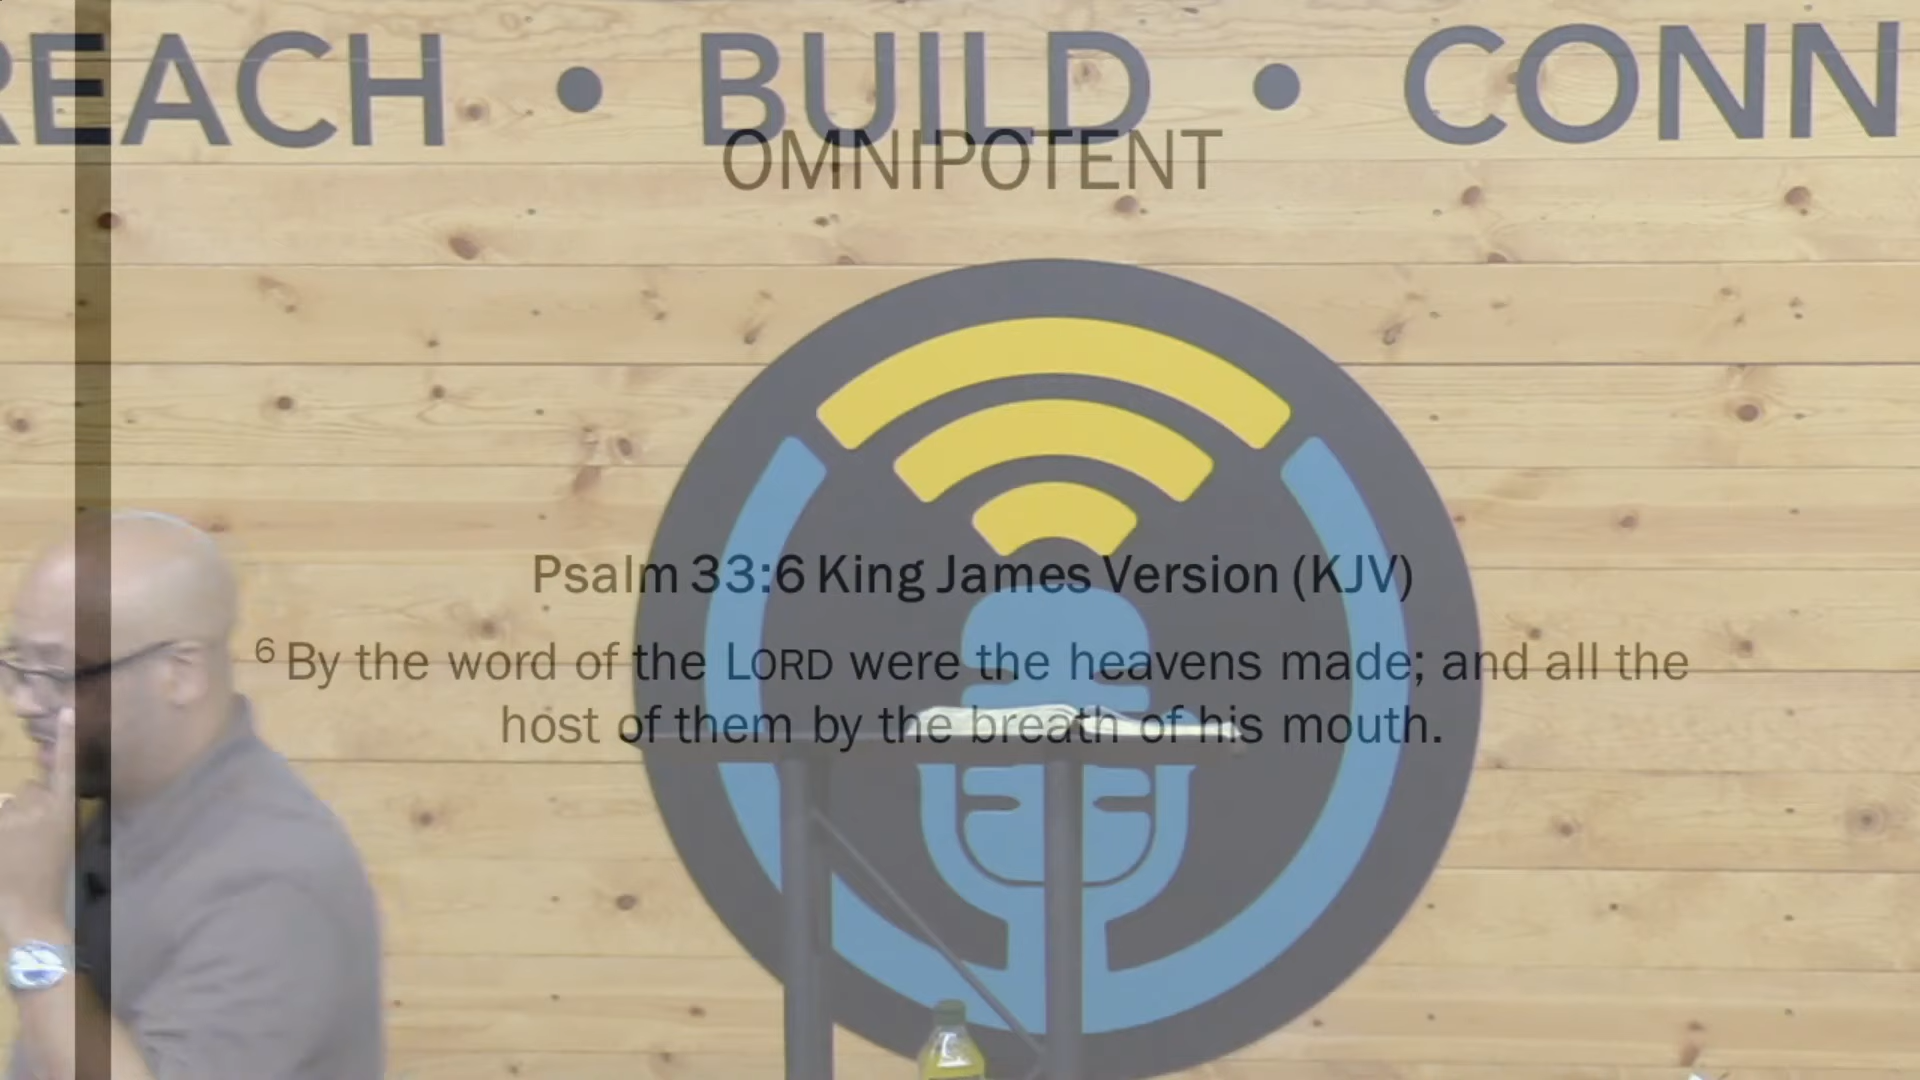 REACH • BUILD • CONN
OMNIPOTENT
Psalm 33:6 King James Version (KJV)
6 By the word of the LORD were the heavens made; and all the
host of them by the breath of his mouth.